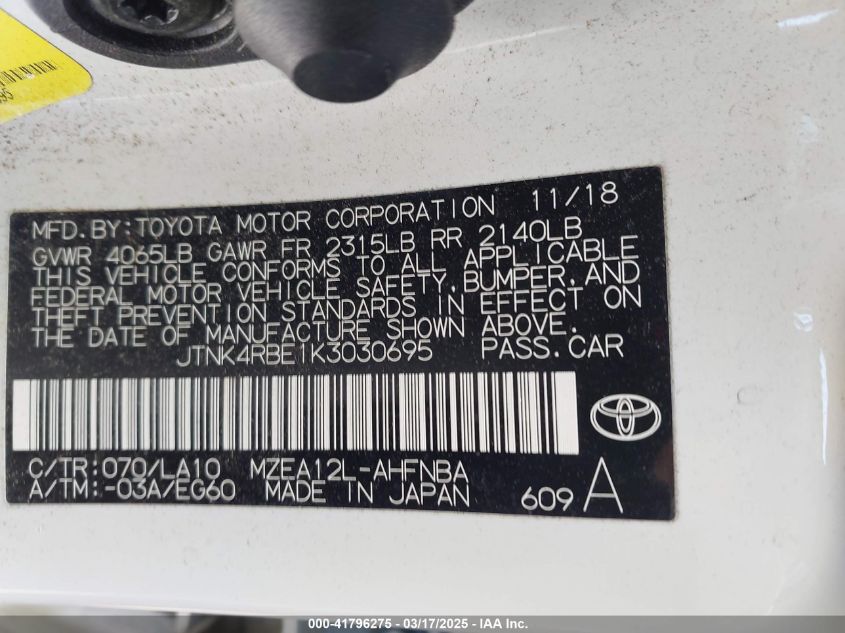 MFD.BY:TOYOTA MOTOR CORPORATION 11/18
GVWR 4065LB GAWR FR 2315LB RR 2140LB
THIS VEHICLE CONFORMS TO ALL APPLICABLE
FEDERAL MOTOR VEHICLE SAFETY,BUMPER,AND
THEFT PREVENTION STANDARDS IN EFFECT ON
THE DATE OF MANUFACTURE SHOWN ABOVE.
JTNK4RBE1K3030695 PASS.CAR
C/TR:070/LA10 MZEA12L-AHFNBA
A/TM:-03A/EG60 MADE IN JAPAN 609 A
000-41796275 - 03/17/2025 - IAA Inc.